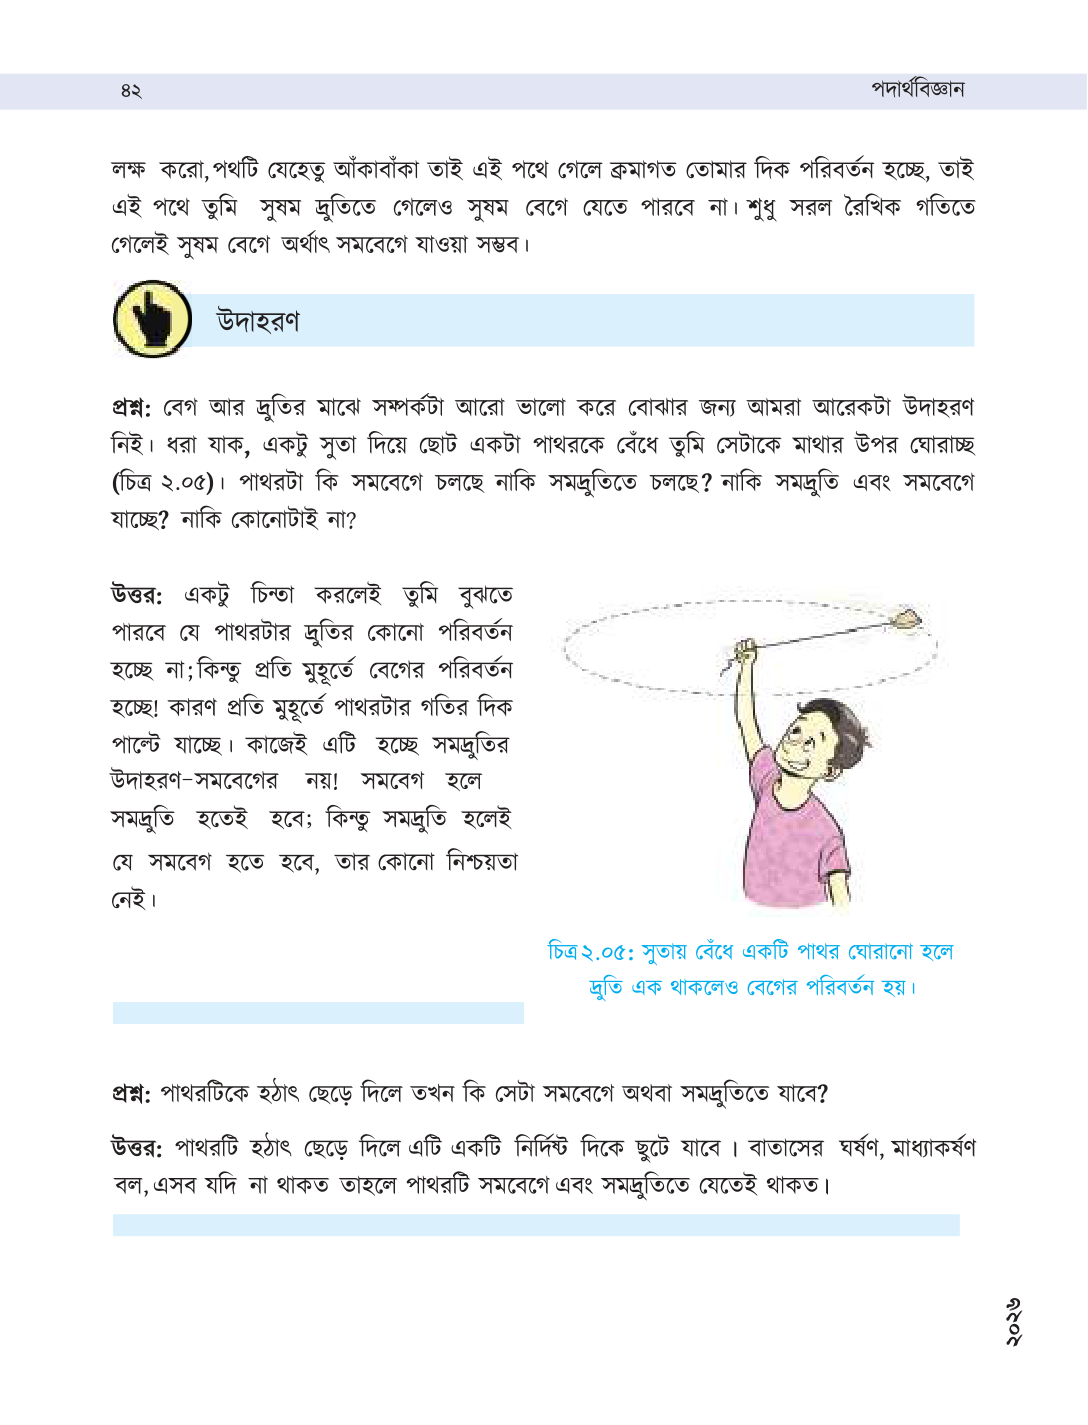 ৪২
পদার্থবিজ্ঞান
লক্ষ করো, পথটি যেহেতু আঁকাবাঁকা তাই এই পথে গেলে ক্রমাগত তোমার দিক পরিবর্তন হচ্ছে, তাই
এই পথে তুমি সুষম দ্রুতিতে গেলেও সুষম বেগে যেতে পারবে না। শুধু সরল রৈখিক গতিতে
গেলেই সুষম বেগে অর্থাৎ সমবেগে যাওয়া সম্ভব।
উদাহরণ
প্রশ্ন: বেগ আর দ্রুতির মাঝে সম্পর্কটা আরো ভালো করে বোঝার জন্য আমরা আরেকটা উদাহরণ
নিই। ধরা যাক, একটু সুতা দিয়ে ছোট একটা পাথরকে বেঁধে তুমি সেটাকে মাথার উপর ঘোরাচ্ছ
(চিত্র ২.০৫)। পাথরটা কি সমবেগে চলছে নাকি সমদ্রুতিতে চলছে? নাকি সমদ্রুতি এবং সমবেগে
যাচ্ছে? নাকি কোনোটাই না?
উত্তর: একটু চিন্তা করলেই তুমি বুঝতে
পারবে যে পাথরটার দ্রুতির কোনো পরিবর্তন
হচ্ছে না; কিন্তু প্রতি মুহূর্তে বেগের পরিবর্তন
হচ্ছে! কারণ প্রতি মুহূর্তে পাথরটার গতির দিক
পাল্টে যাচ্ছে। কাজেই এটি হচ্ছে সমদ্রুতির
উদাহরণ-সমবেগের নয়! সমবেগ হলে
সমদ্রুতি হতেই হবে; কিন্তু সমদ্রুতি হলেই
যে সমবেগ হতে হবে, তার কোনো নিশ্চয়তা
নেই।
চিত্র ২.০৫: সুতায় বেঁধে একটি পাথর ঘোরানো হলে
দ্রুতি এক থাকলেও বেগের পরিবর্তন হয়।
প্রশ্ন: পাথরটিকে হঠাৎ ছেড়ে দিলে তখন কি সেটা সমবেগে অথবা সমদ্রুতিতে যাবে?
উত্তর: পাথরটি হঠাৎ ছেড়ে দিলে এটি একটি নির্দিষ্ট দিকে ছুটে যাবে । বাতাসের ঘর্ষণ, মাধ্যাকর্ষণ
বল, এসব যদি না থাকত তাহলে পাথরটি সমবেগে এবং সমদ্রুতিতে যেতেই থাকত।
২০২৬